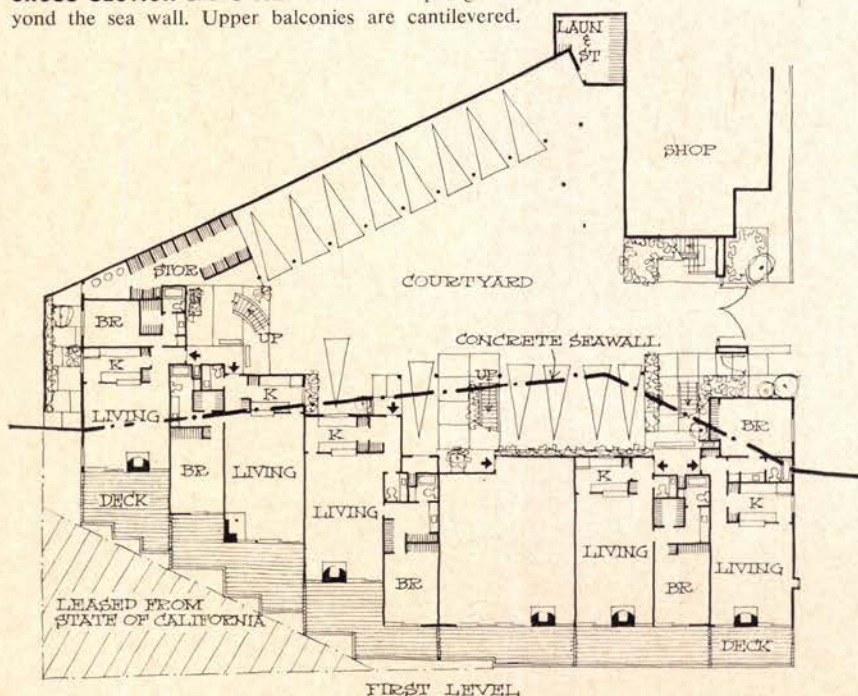 yond the sea wall. Upper balconies are cantilevered.
LAUN
&
ST
SHOP
STOR
COURTYARD
BR
UP
CONCRETE SEAWALL
K
UP
K
LIVING
K
BR
K
DECK
BR
LIVING
LIVING
K
LIVING
LIVING
BR
BR
LEASED FROM
STATE OF CALIFORNIA
DECK
FIRST LEVEL